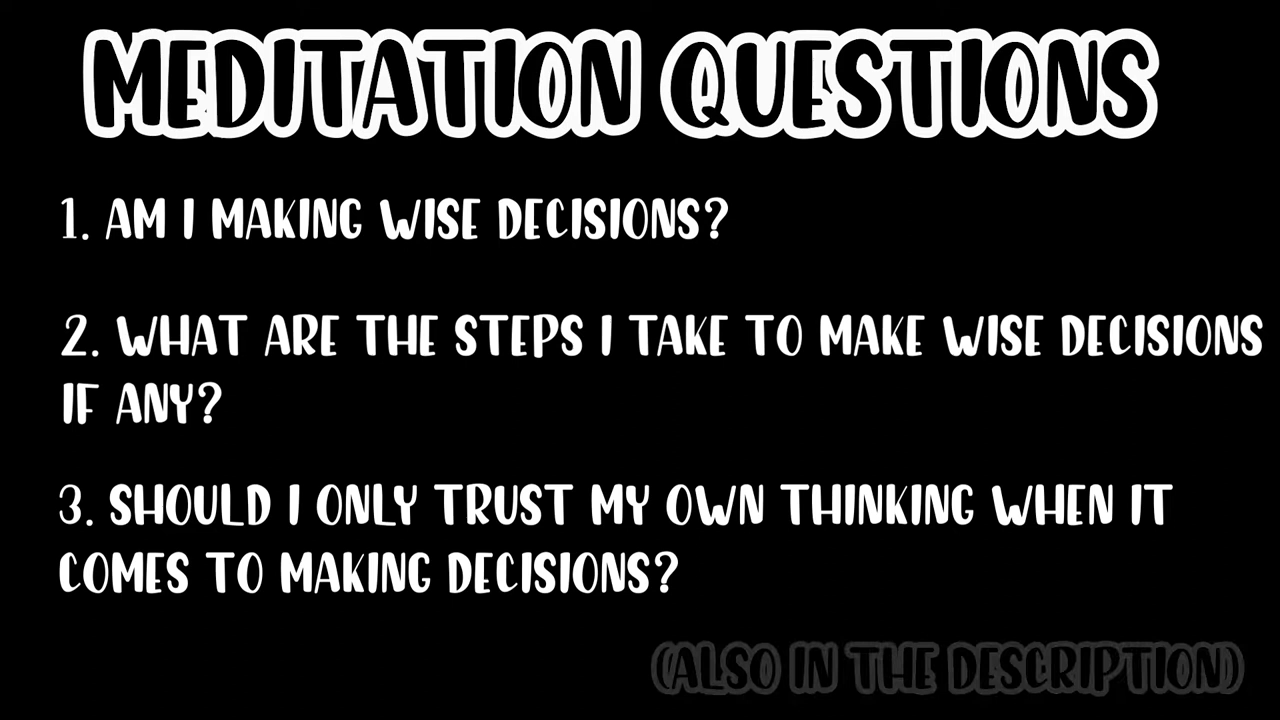 MEDITATION QUESTIONS
1. AM I MAKING WISE DECISIONS?
2. WHAT ARE THE STEPS I TAKE TO MAKE WISE DECISIONS
IF ANY?
3. SHOULD I ONLY TRUST MY OWN THINKING WHEN IT
COMES TO MAKING DECISIONS?
(ALSO IN THE DESCRIPTION)